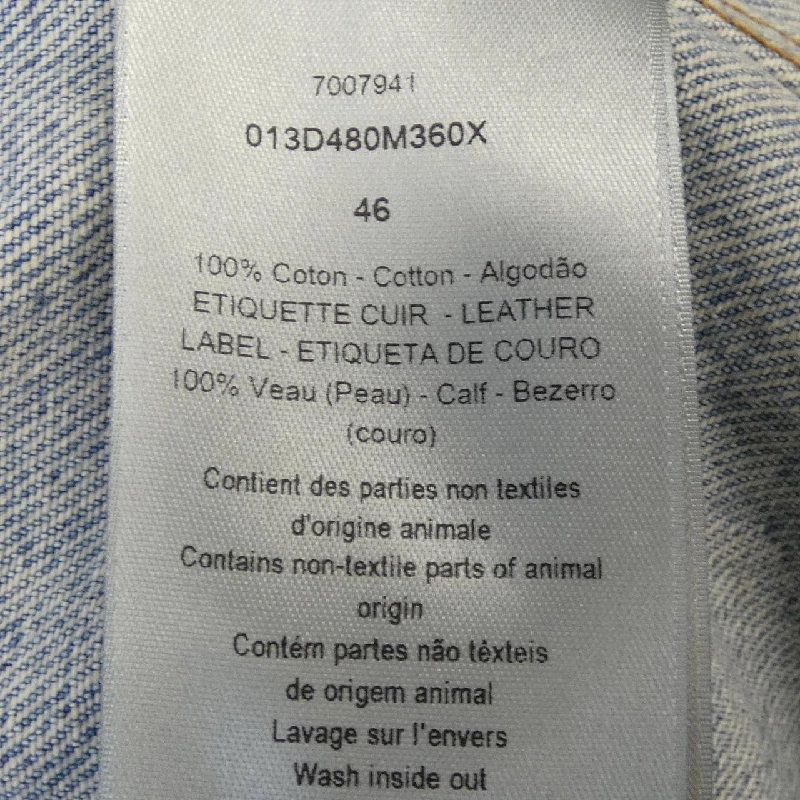 7007941
013D480M360X
46
100% Coton - Cotton - Algodão
ETIQUETTE CUIR - LEATHER
LABEL - ETIQUETA DE COURO
100% Veau (Peau) - Calf - Bezerro
(couro)
Contient des parties non textiles
d'origine animale
Contains non-textile parts of animal
origin
Contém partes não têxteis
de origem animal
Lavage sur l'envers
Wash inside out